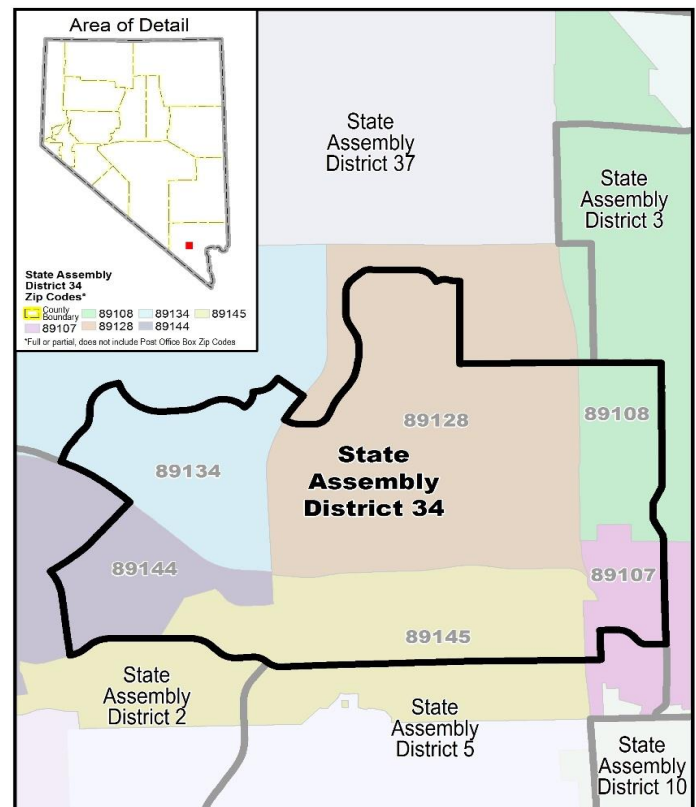 Area of Detail
State Assembly
District 34
Zip Codes*
County
Boundary
89108
89134
89145
89107
89128
89144
*Full or partial, does not include Post Office Box Zip Codes
State
Assembly
District 37
State
Assembly
District 3
89128
89108
89134
State
Assembly
District 34
89144
89107
89145
State
Assembly
District 2
State
Assembly
District 5
State
Assembly
District 10